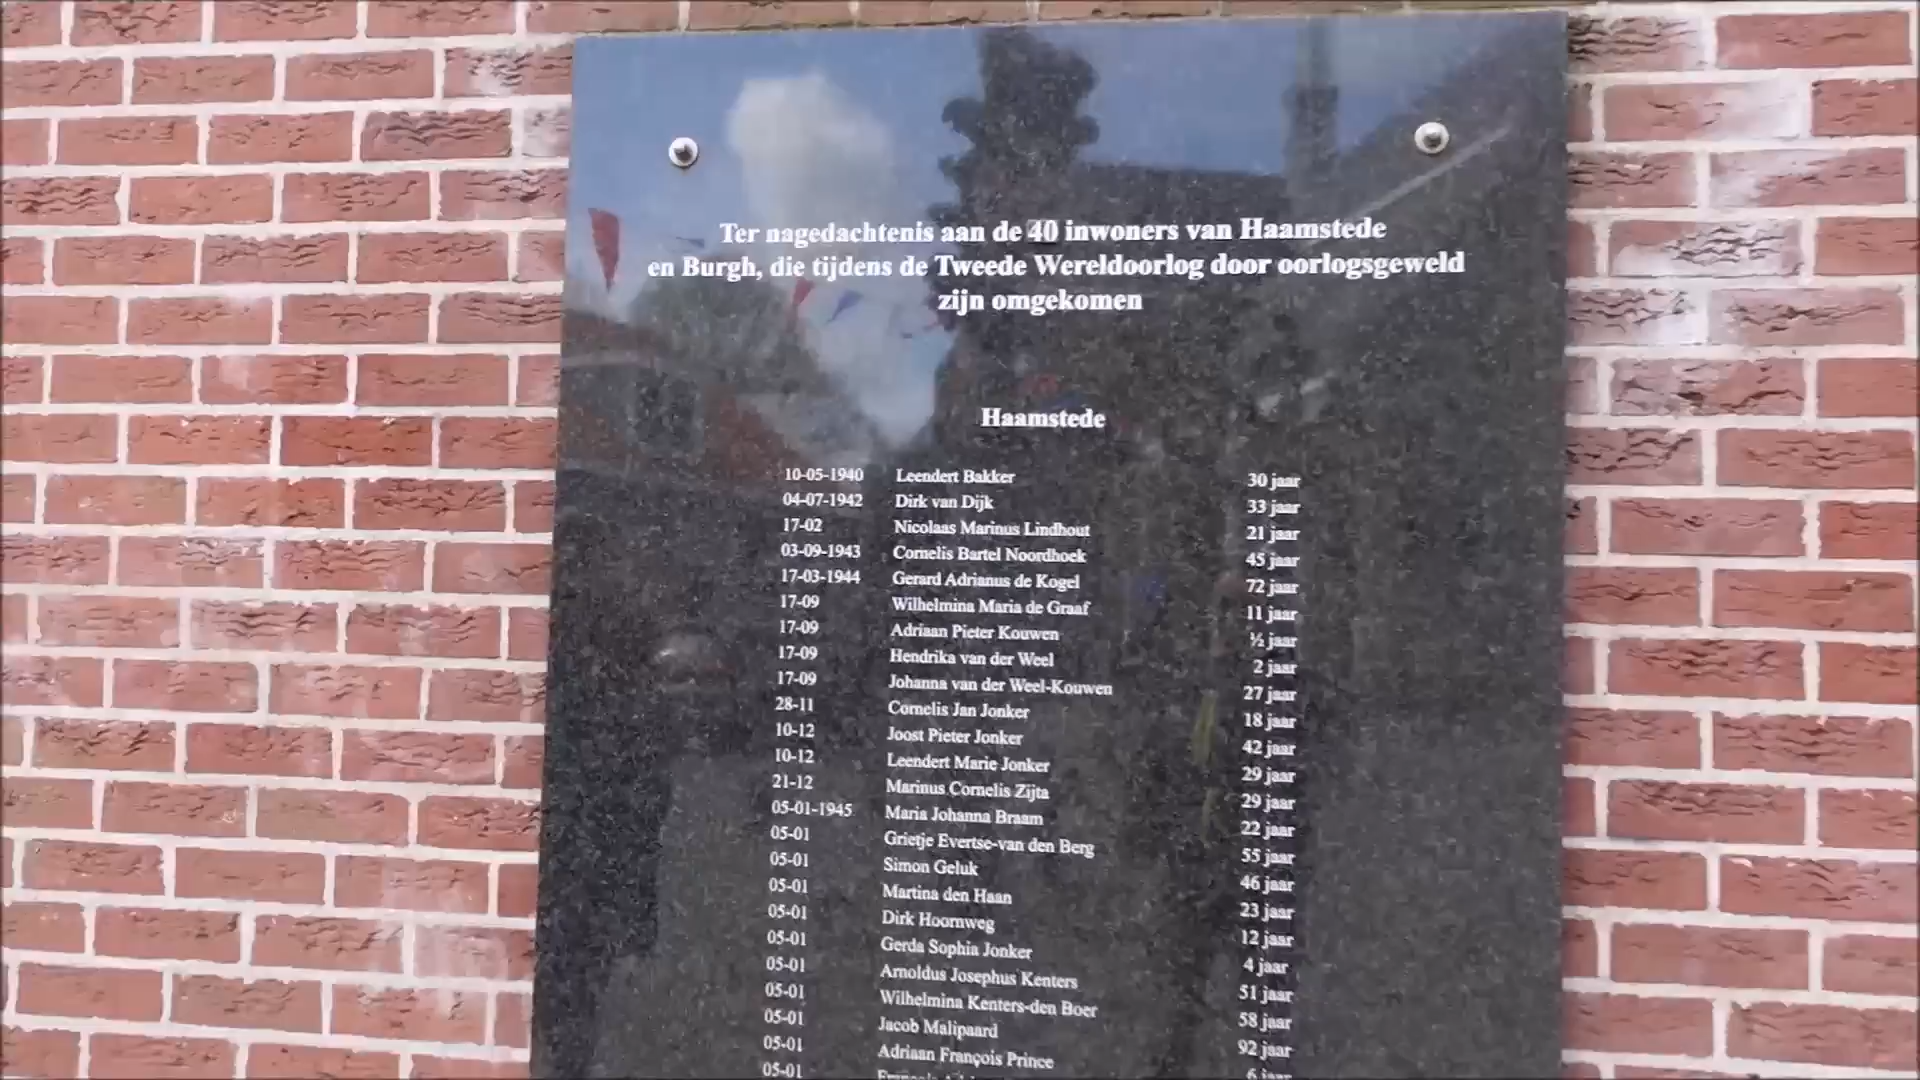 Ter nagedachtenis aan de 40 inwoners van Haamstede
en Burgh, die tijdens de Tweede Wereldoorlog door oorlogsgeweld
zijn omgekomen
Haamstede
10-05-1940 Leendert Bakker 30 jaar
04-07-1942 Dirk van Dijk 33 jaar
17-02 Nicolaas Marinus Lindhout 21 jaar
03-09-1943 Cornelis Bartel Noordhoek 45 jaar
17-03-1944 Gerard Adrianus de Kogel 72 jaar
17-09 Wilhelmina Maria de Graaf 11 jaar
17-09 Adriaan Pieter Kouwen ½ jaar
17-09 Hendrika van der Weel 2 jaar
17-09 Johanna van der Weel-Kouwen 27 jaar
28-11 Cornelis Jan Jonker 18 jaar
10-12 Joost Pieter Jonker 42 jaar
10-12 Leendert Marie Jonker 29 jaar
21-12 Marinus Cornelis Zijta 29 jaar
05-01-1945 Maria Johanna Braam 22 jaar
05-01 Grietje Evertse-van den Berg 55 jaar
05-01 Simon Geluk 46 jaar
05-01 Martina den Haan 23 jaar
05-01 Dirk Hoornweg 12 jaar
05-01 Gerda Sophia Jonker 4 jaar
05-01 Arnoldus Josephus Kenters 51 jaar
05-01 Wilhelmina Kenters-den Boer 58 jaar
05-01 Jacob Malipaard 92 jaar
05-01 Adriaan François Prince 6 jaar
05-01